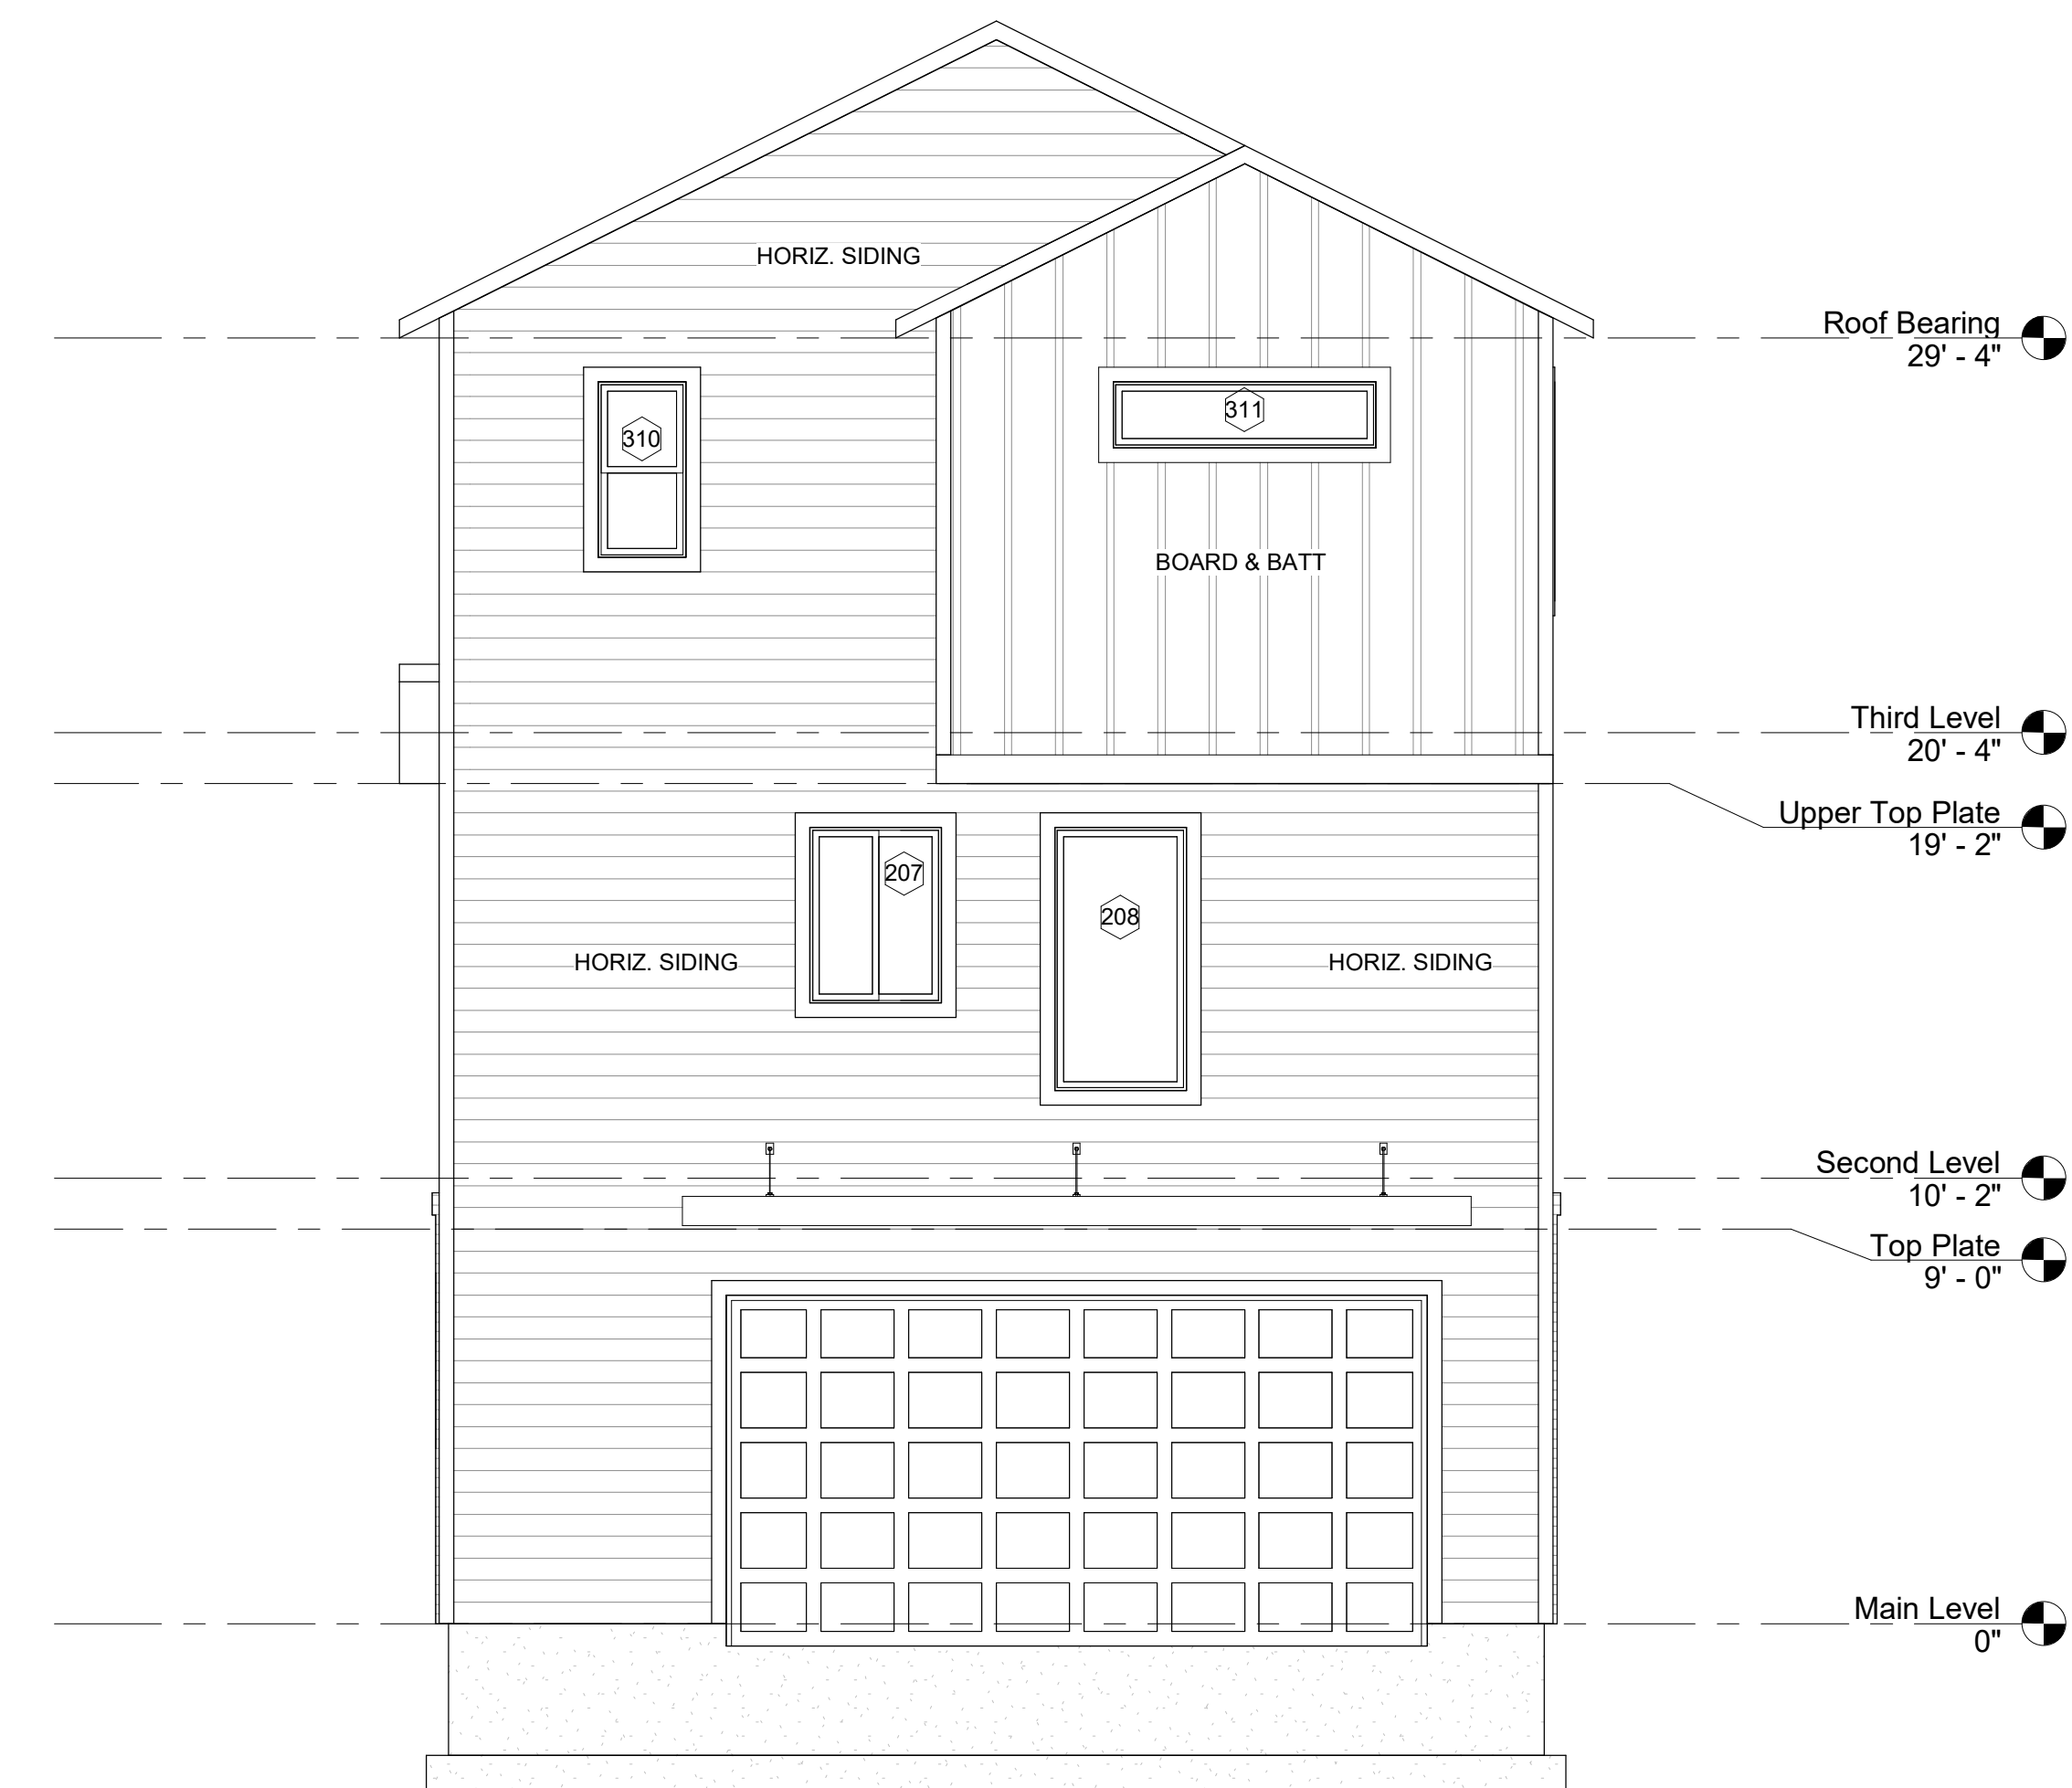 HORIZ. SIDING
Roof Bearing
29' - 4"
310
311
BOARD & BATT
Third Level
20' - 4"
Upper Top Plate
19' - 2"
207
208
HORIZ. SIDING
HORIZ. SIDING
Second Level
10' - 2"
Top Plate
9' - 0"
Main Level
0"